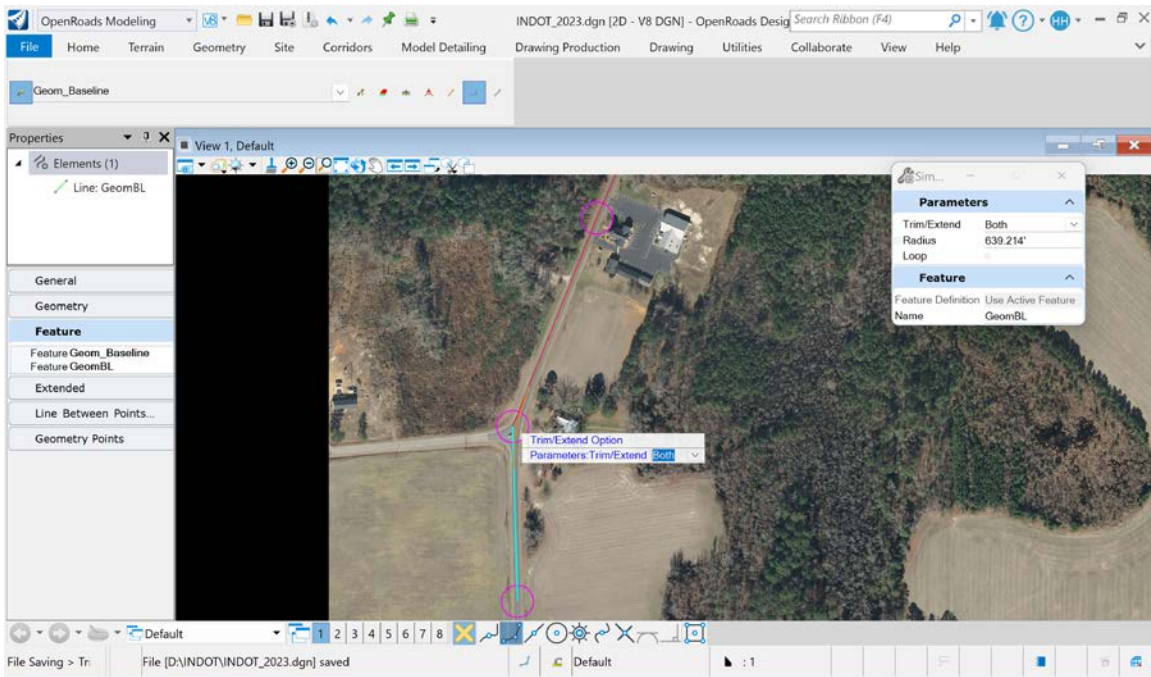 OpenRoads Modeling
INDOT_2023.dgn [2D - V8 DGN] - OpenRoads Desig
Search Ribbon (F4)
HH
File Home Terrain Geometry Site Corridors Model Detailing Drawing Production Drawing Utilities Collaborate View Help
Geom_Baseline
Properties
Elements (1)
Line: GeomBL
General
Geometry
Feature
Feature Geom_Baseline
Feature GeomBL
Extended
Line Between Points...
Geometry Points
View 1, Default
Sim...
Parameters
Trim/Extend Both
Radius 639.214'
Loop
Feature
Feature Definition Use Active Feature
Name GeomBL
Trim/Extend Option
Parameters:Trim/Extend Both
Default
1 2 3 4 5 6 7 8
File Saving > Tri
File [D:\INDOT\INDOT_2023.dgn] saved
Default
: 1